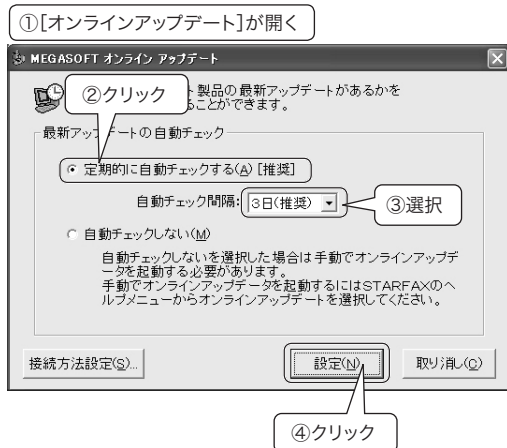 ①[オンラインアップデート]が開く
MEGASOFT オンライン アップデート
②クリック
製品の最新アップデートがあるかを
ことができます。
最新アッ デートの自動チェック
定期的に自動チェックする(A) [推奨]
自動チェック間隔: 3日(推奨)
③選択
自動チェックしない(M)
自動チェックしないを選択した場合は手動でオンラインアップデ
ータを起動する必要があります。
手動でオンラインアップデータを起動するにはSTARFAXのヘ
ルプメニューからオンラインアップデートを選択してください。
接続方法設定(S)... 設定(N) 取り消し(C)
④クリック